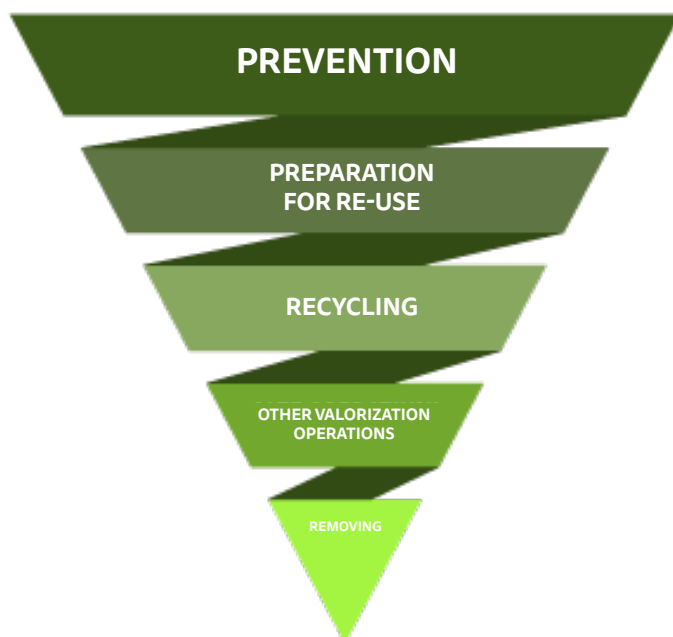 PREVENTION
PREPARATION
FOR RE-USE
RECYCLING
OTHER VALORIZATION
OPERATIONS
REMOVING